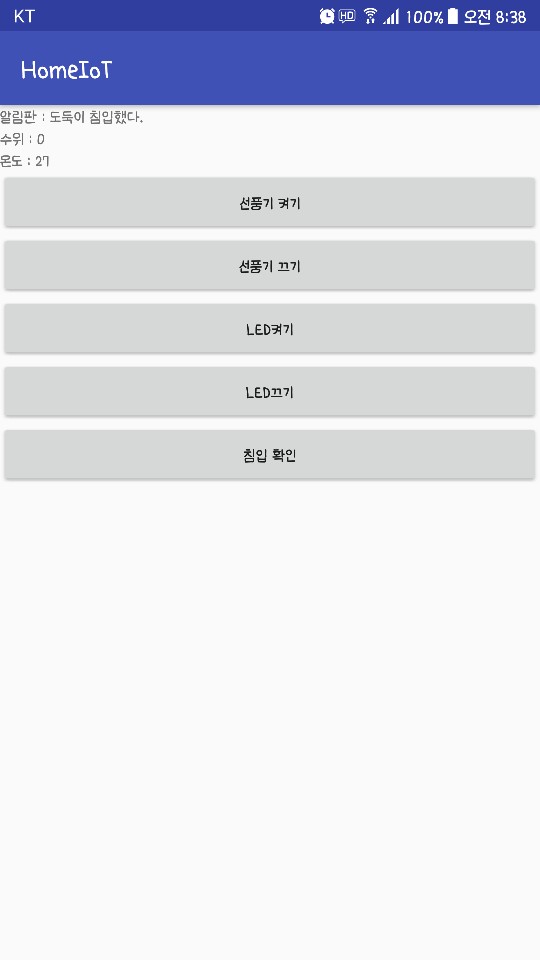 KT HD 100% 오전 8:38
HomeIoT
알림판 : 도둑이 침입했다.
수위 : 0
온도 : 27
선풍기 켜기
선풍기 끄기
LED켜기
LED끄기
침입 확인